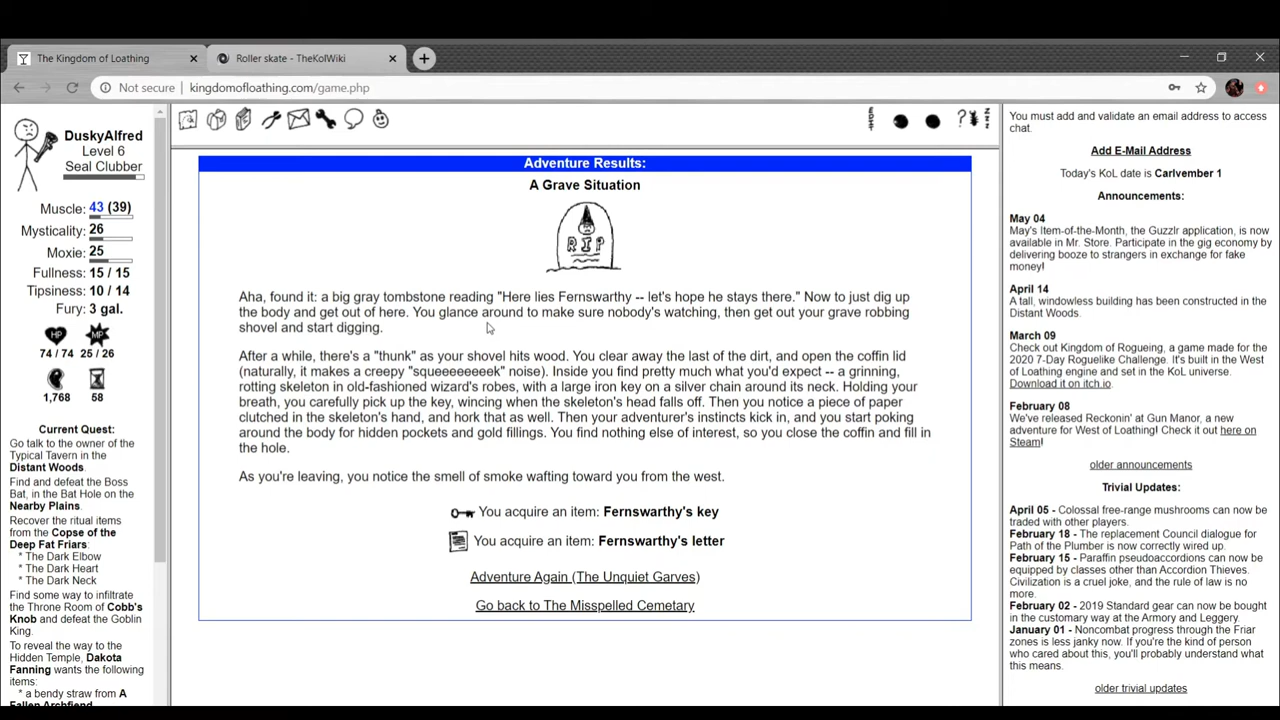 The Kingdom of Loathing
Roller skate - TheKolWiki
Not secure | kingdomofloathing.com/game.php
DuskyAlfred
Level 6
Seal Clubber
Muscle: 43 (39)
Mysticality: 26
Moxie: 25
Fullness: 15 / 15
Tipsiness: 10 / 14
Fury: 3 gal.
HP MP
74 / 74 25 / 26
1,768 58
Current Quest:
Go talk to the owner of the
Typical Tavern in the
Distant Woods.
Find and defeat the Boss
Bat, in the Bat Hole on the
Nearby Plains.
Recover the ritual items
from the Copse of the
Deep Fat Friars:
* The Dark Elbow
* The Dark Heart
* The Dark Neck
Find some way to infiltrate
the Throne Room of Cobb's
Knob and defeat the Goblin
King.
To reveal the way to the
Hidden Temple, Dakota
Fanning wants the following
items:
* a bendy straw from A
Fallen Archfiend
Adventure Results:
A Grave Situation
RIP
Aha, found it: a big gray tombstone reading "Here lies Fernswarthy -- let's hope he stays there." Now to just dig up
the body and get out of here. You glance around to make sure nobody's watching, then get out your grave robbing
shovel and start digging.
After a while, there's a "thunk" as your shovel hits wood. You clear away the last of the dirt, and open the coffin lid
(naturally, it makes a creepy "squeeeeeeeek" noise). Inside you find pretty much what you'd expect -- a grinning,
rotting skeleton in old-fashioned wizard's robes, with a large iron key on a silver chain around its neck. Holding your
breath, you carefully pick up the key, wincing when the skeleton's head falls off. Then you notice a piece of paper
clutched in the skeleton's hand, and hork that as well. Then your adventurer's instincts kick in, and you start poking
around the body for hidden pockets and gold fillings. You find nothing else of interest, so you close the coffin and fill in
the hole.
As you're leaving, you notice the smell of smoke wafting toward you from the west.
You acquire an item: Fernswarthy's key
You acquire an item: Fernswarthy's letter
Adventure Again (The Unquiet Garves)
Go back to The Misspelled Cemetary
You must add and validate an email address to access
chat.
Add E-Mail Address
Today's KoL date is Carlvember 1
Announcements:
May 04
May's Item-of-the-Month, the Guzzlr application, is now
available in Mr. Store. Participate in the gig economy by
delivering booze to strangers in exchange for fake
money!
April 14
A tall, windowless building has been constructed in the
Distant Woods.
March 09
Check out Kingdom of Rogueing, a game made for the
2020 7-Day Roguelike Challenge. It's built in the West
of Loathing engine and set in the KoL universe.
Download it on itch.io.
February 08
We've released Reckonin' at Gun Manor, a new
adventure for West of Loathing! Check it out here on
Steam!
older announcements
Trivial Updates:
April 05 - Colossal free-range mushrooms can now be
traded with other players.
February 18 - The replacement Council dialogue for
Path of the Plumber is now correctly wired up.
February 15 - Paraffin pseudoaccordions can now be
equipped by classes other than Accordion Thieves.
Civilization is a cruel joke, and the rule of law is no
more.
February 02 - 2019 Standard gear can now be bought
in the customary way at the Armory and Leggery.
January 01 - Noncombat progress through the Friar
zones is less janky now. If you're the kind of person
who cared about this, you'll probably understand what
this means.
older trivial updates